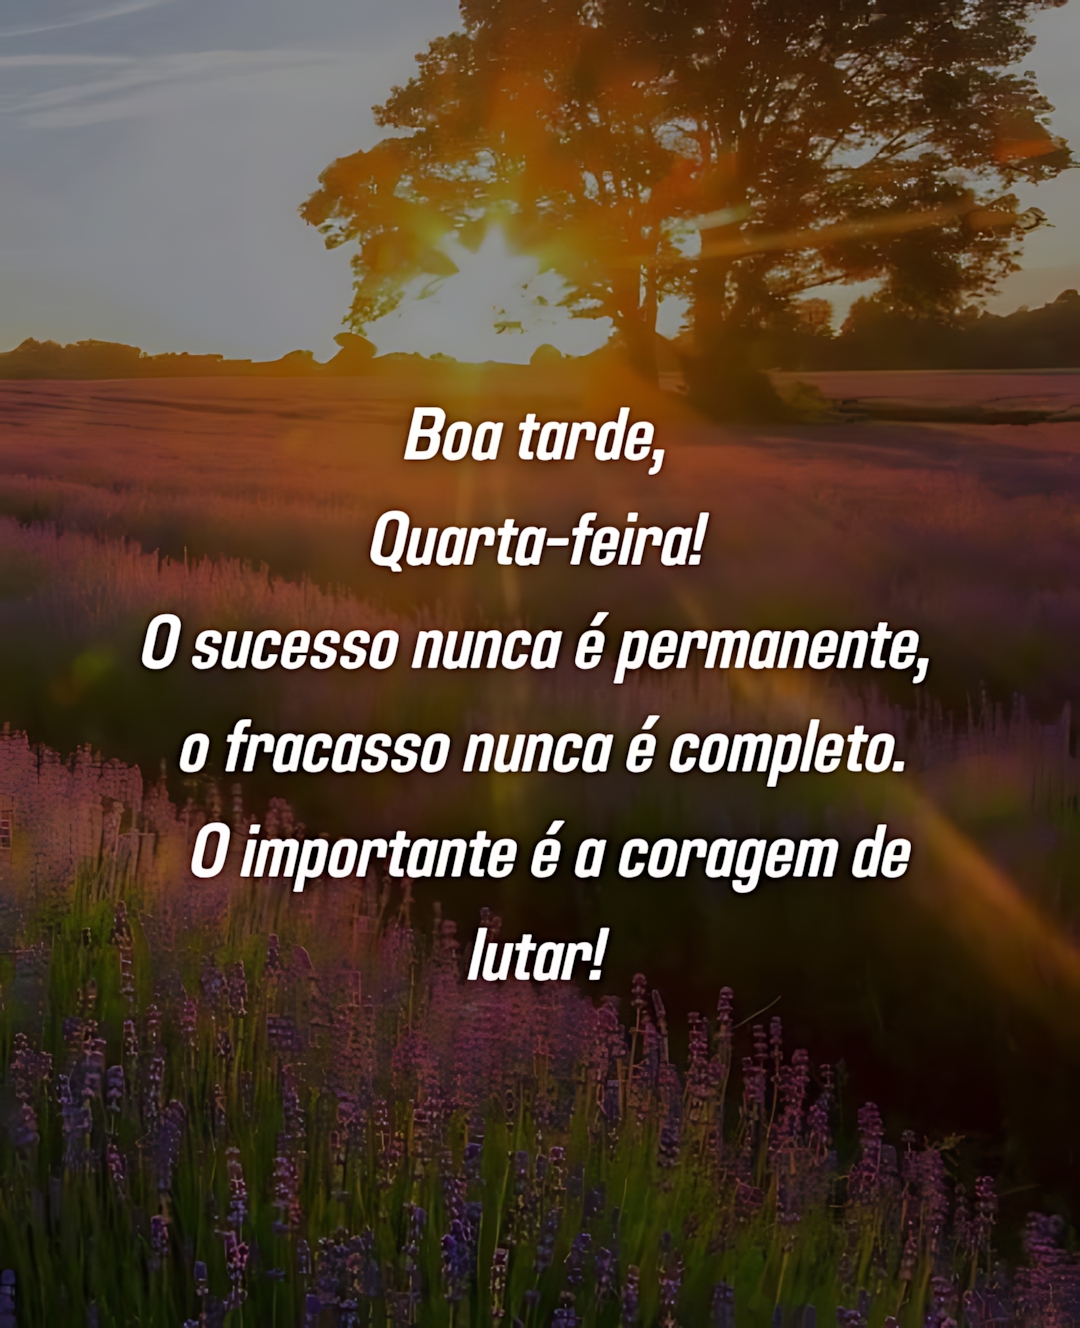 Boa tarde,
Quarta-feira!
O sucesso nunca é permanente,
o fracasso nunca é completo.
O importante é a coragem de
lutar!